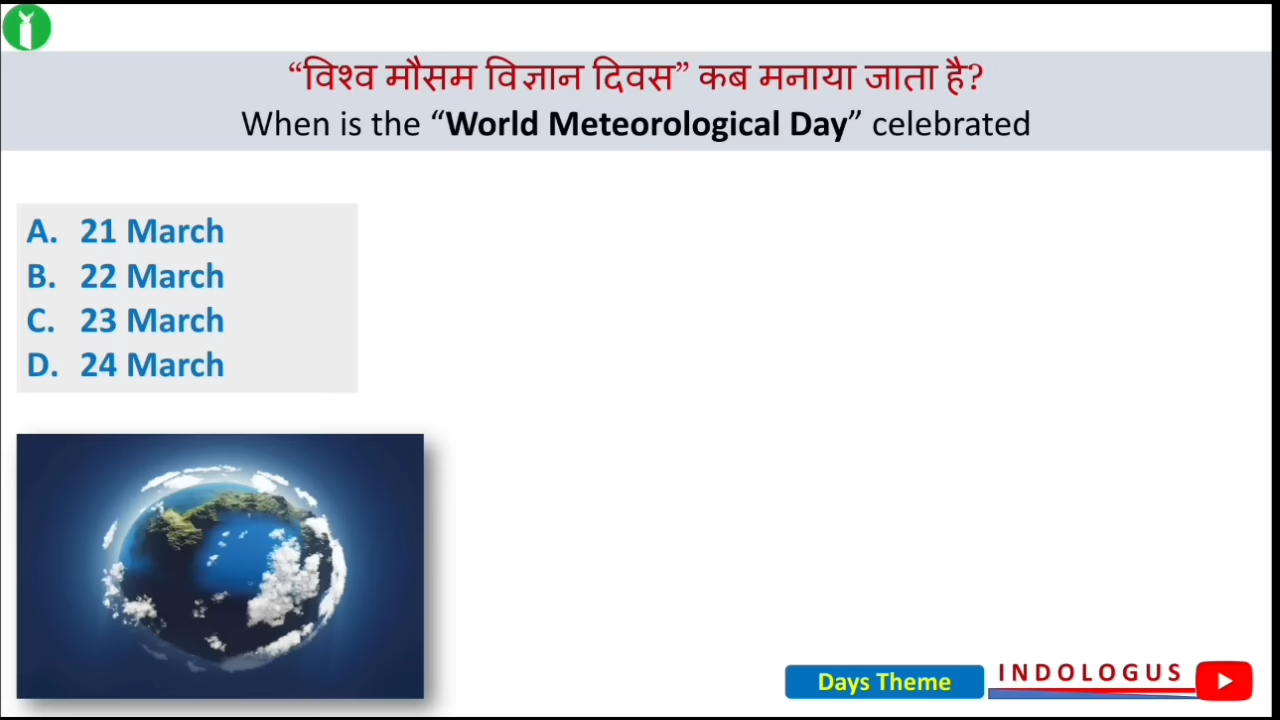 “विश्व मौसम विज्ञान दिवस” कब मनाया जाता है?
When is the “World Meteorological Day” celebrated
A. 21 March
B. 22 March
C. 23 March
D. 24 March
Days Theme
INDOLOGUS